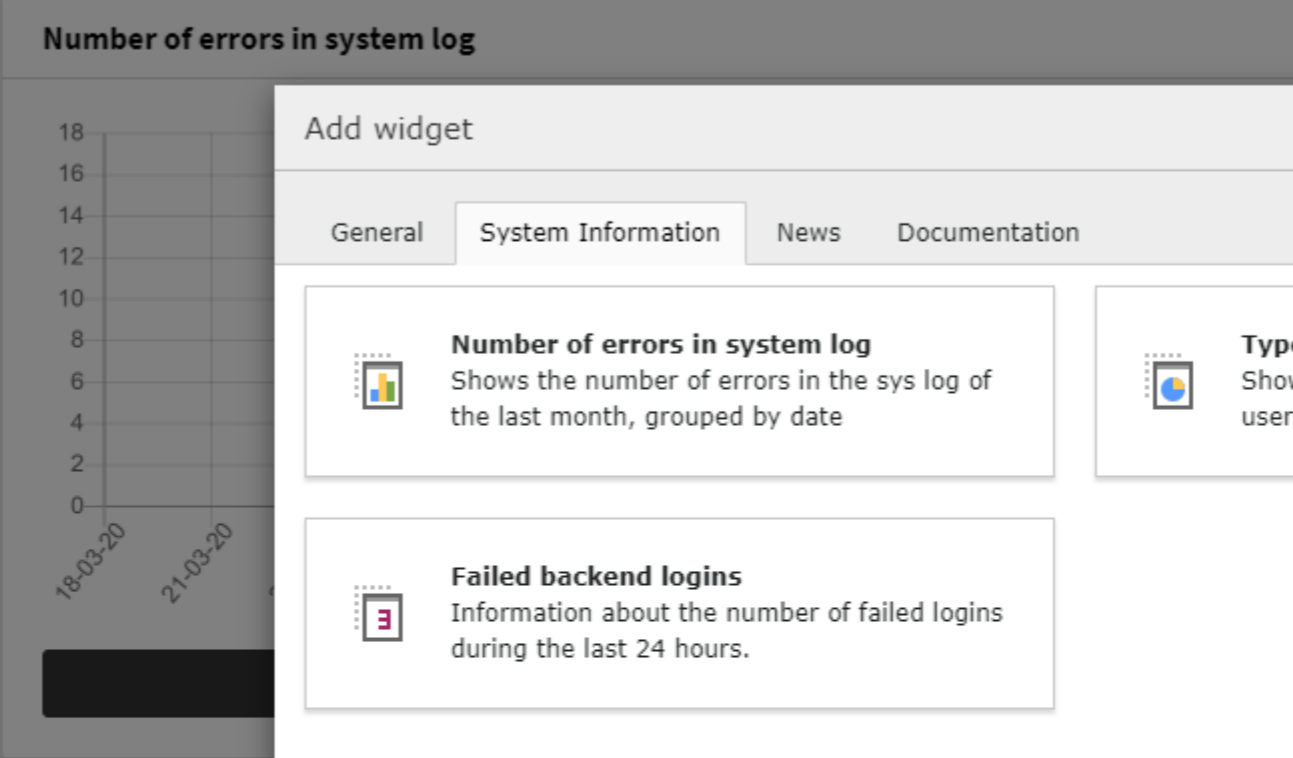 Number of errors in system log
18
16
14
12
10
8
6
4
2
0
18-03-20
21-03-20
Add widget
General System Information News Documentation
Number of errors in system log
Shows the number of errors in the sys log of
the last month, grouped by date
Failed backend logins
Information about the number of failed logins
during the last 24 hours.
3